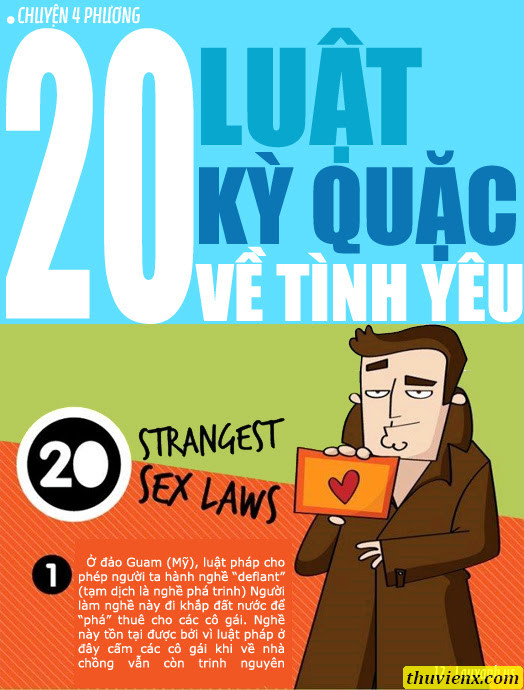 CHUYỆN 4 PHƯƠNG
20 LUẬT
KỲ QUẶC
VỀ TÌNH YÊU
20 STRANGEST
SEX LAWS
1
Ở đảo Guam (Mỹ), luật pháp cho
phép người ta hành nghề “deflant”
(tạm dịch là nghề phá trinh) Người
làm nghề này đi khắp đất nước để
“phá” thuê cho các cô gái. Nghề
này tồn tại được bởi vì luật pháp ở
đây cấm các cô gái khi về nhà
chồng vẫn còn trinh nguyên
thuvienx.com